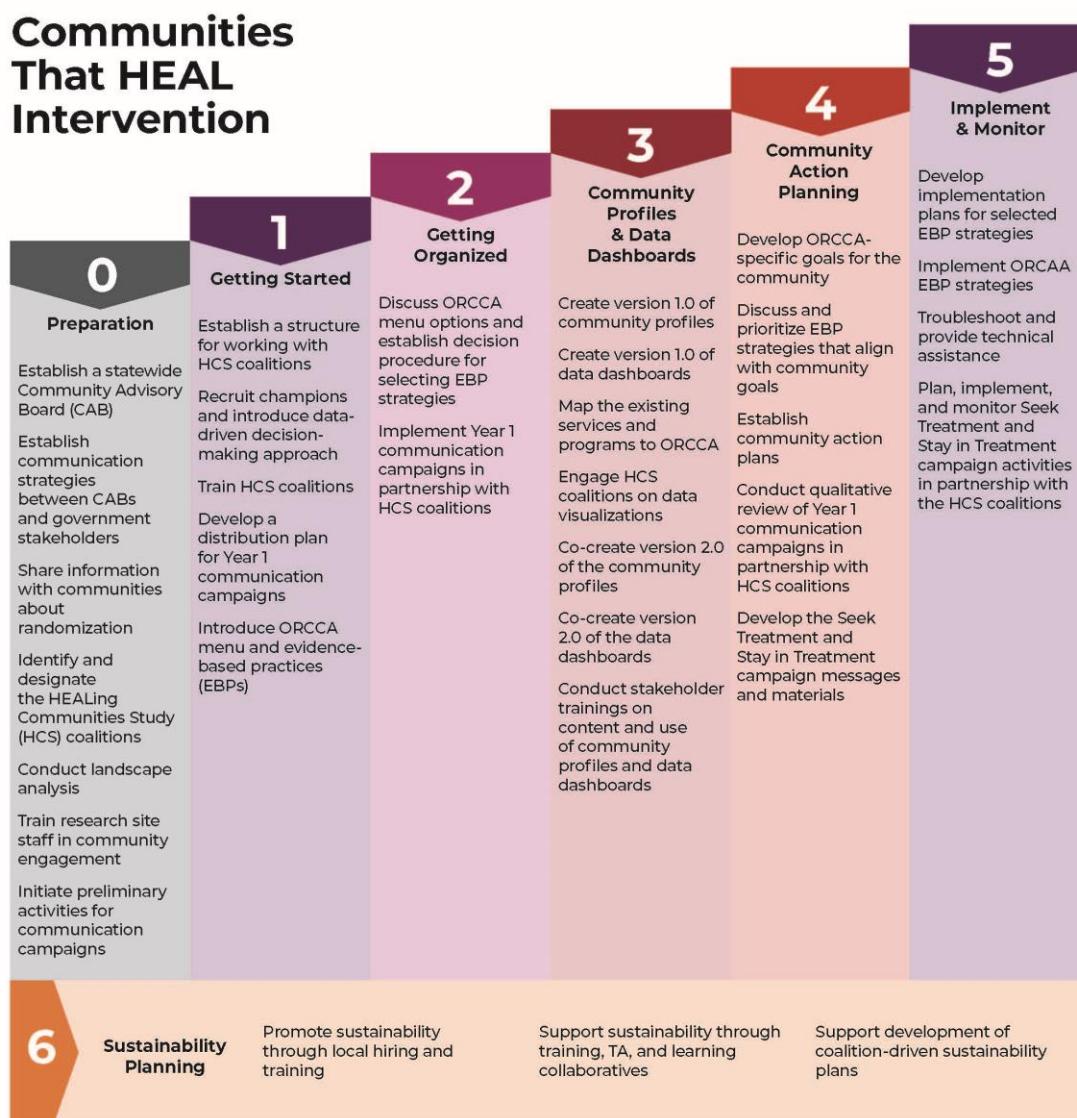 Communities
That HEAL
Intervention
0
Preparation
Establish a statewide
Community Advisory
Board (CAB)
Establish
communication
strategies
between CABs
and government
stakeholders
Share information
with communities
about
randomization
Identify and
designate
the HEALing
Communities Study
(HCS) coalitions
Conduct landscape
analysis
Train research site
staff in community
engagement
Initiate preliminary
activities for
communication
campaigns
1
Getting Started
Establish a structure
for working with
HCS coalitions
Recruit champions
and introduce data-
driven decision-
making approach
Train HCS coalitions
Develop a
distribution plan
for Year 1
communication
campaigns
Introduce ORCCA
menu and evidence-
based practices
(EBPs)
2
Getting
Organized
Discuss ORCCA
menu options and
establish decision
procedure for
selecting EBP
strategies
Implement Year 1
communication
campaigns in
partnership with
HCS coalitions
3
Community
Profiles
& Data
Dashboards
Create version 1.0 of
community profiles
Create version 1.0 of
data dashboards
Map the existing
services and
programs to ORCCA
Engage HCS
coalitions on data
visualizations
Co-create version 2.0
of the community
profiles
Co-create version
2.0 of the data
dashboards
Conduct stakeholder
trainings on
content and use
of community
profiles and data
dashboards
4
Community
Action
Planning
Develop ORCCA-
specific goals for the
community
Discuss and
prioritize EBP
strategies that align
with community
goals
Establish
community action
plans
Conduct qualitative
review of Year 1
communication
campaigns in
partnership with
HCS coalitions
Develop the Seek
Treatment and
Stay in Treatment
campaign messages
and materials
5
Implement
& Monitor
Develop
implementation
plans for selected
EBP strategies
Implement ORCAA
EBP strategies
Troubleshoot and
provide technical
assistance
Plan, implement,
and monitor Seek
Treatment and
Stay in Treatment
campaign activities
in partnership with
the HCS coalitions
6
Sustainability
Planning
Promote sustainability
through local hiring and
training
Support sustainability through
training, TA, and learning
collaboratives
Support development of
coalition-driven sustainability
plans